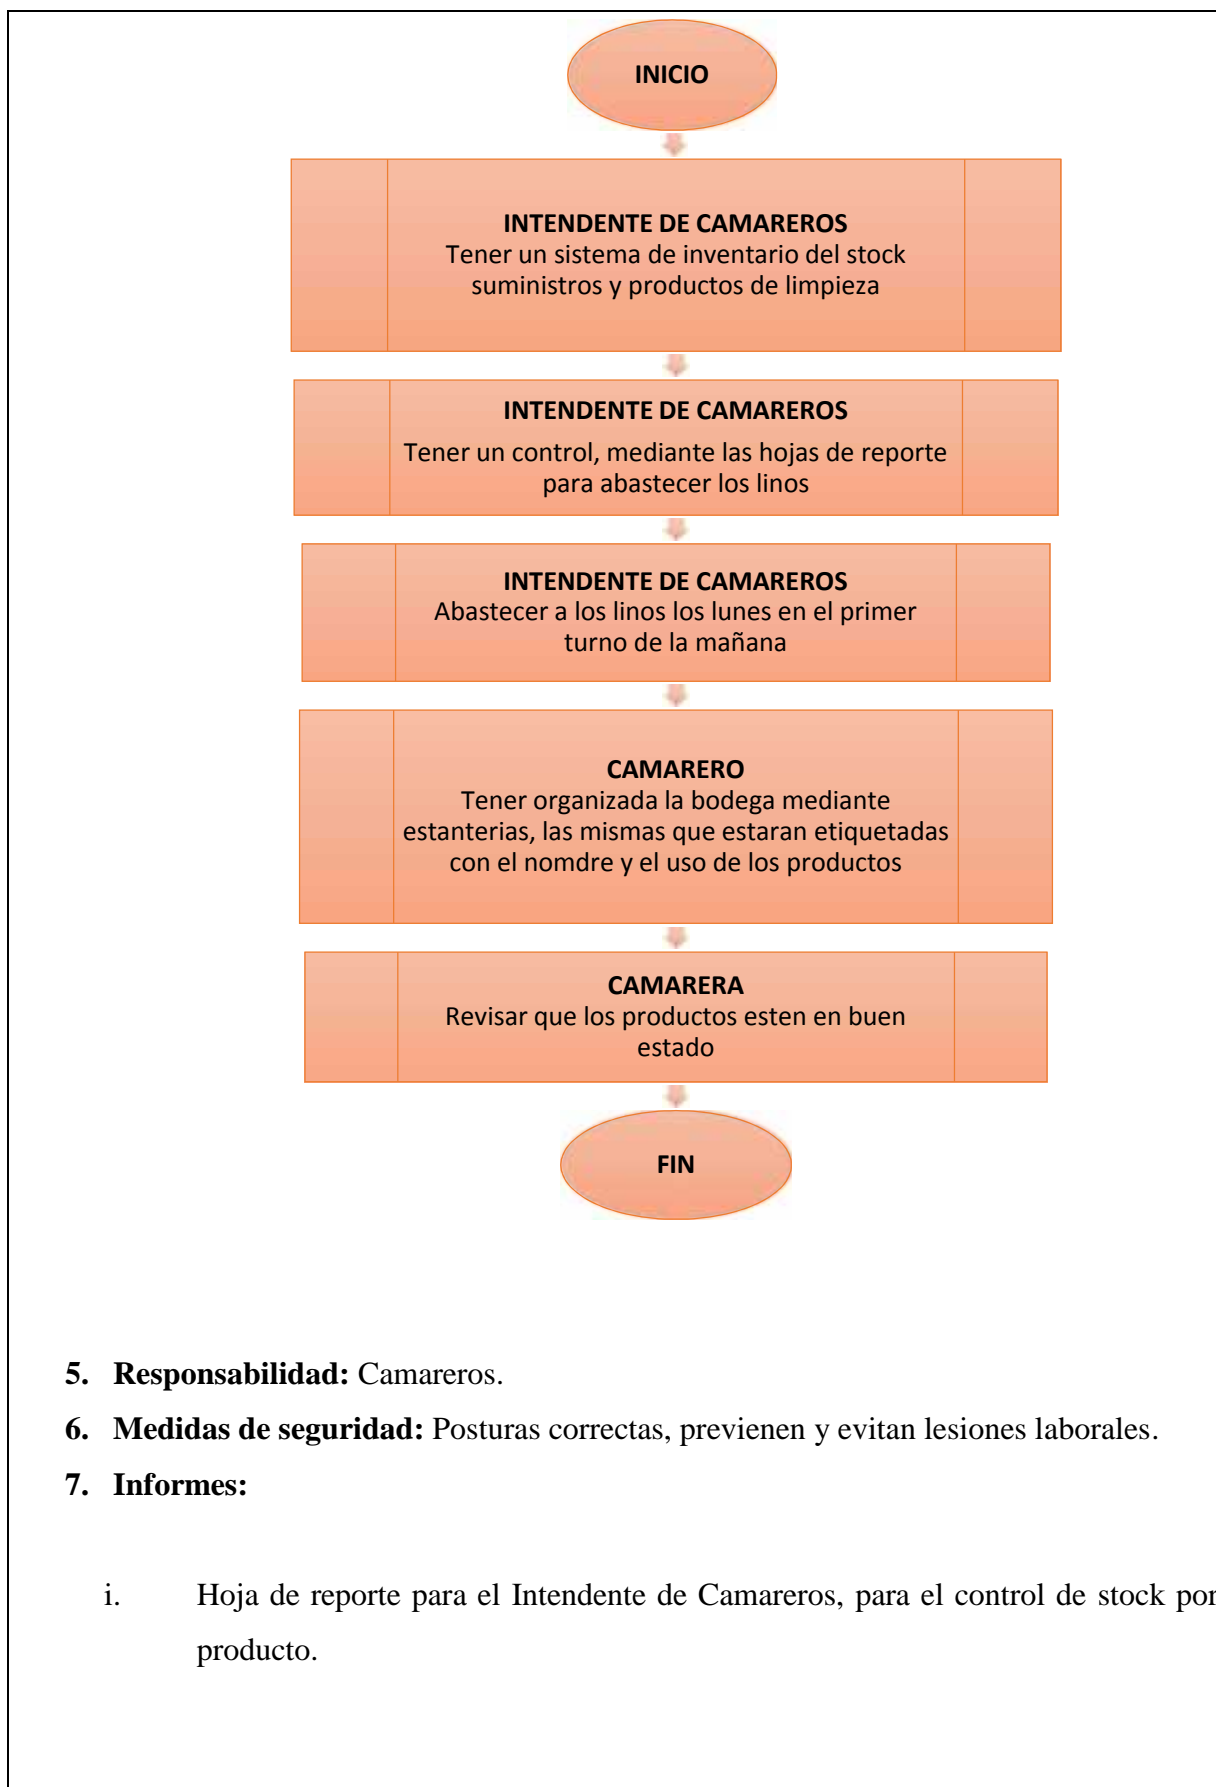 INICIO
INTENDENTE DE CAMAREROS
Tener un sistema de inventario del stock
suministros y productos de limpieza
INTENDENTE DE CAMAREROS
Tener un control, mediante las hojas de reporte
para abastecer los linos
INTENDENTE DE CAMAREROS
Abastecer a los linos los lunes en el primer
turno de la mañana
CAMARERO
Tener organizada la bodega mediante
estanterias, las mismas que estaran etiquetadas
con el nomdre y el uso de los productos
CAMARERA
Revisar que los productos esten en buen
estado
FIN
5. Responsabilidad: Camareros.
6. Medidas de seguridad: Posturas correctas, previenen y evitan lesiones laborales.
7. Informes:
i. Hoja de reporte para el Intendente de Camareros, para el control de stock por
producto.